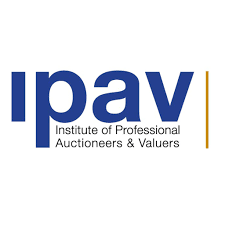 ipav
Institute of Professional
Auctioneers & Valuers